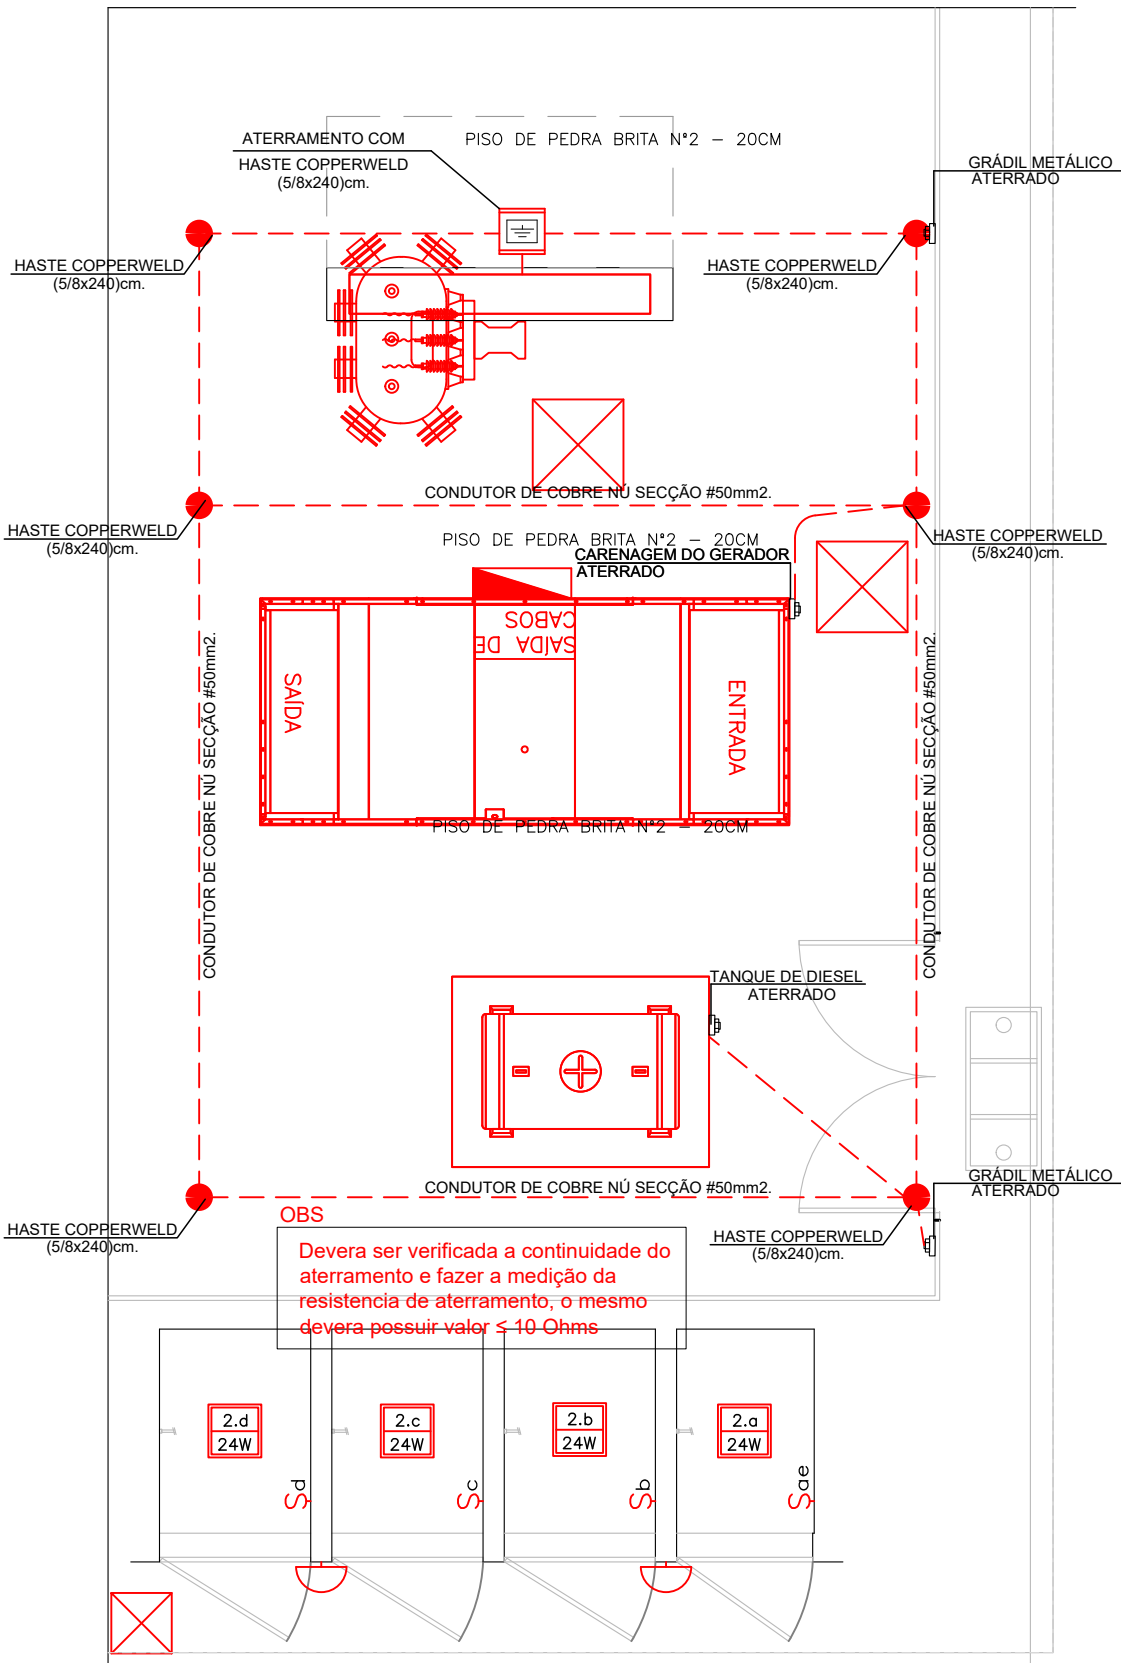 ATERRAMENTO COM
HASTE COPPERWELD
(5/8x240)cm.
PISO DE PEDRA BRITA N°2 - 20CM
GRÁDIL METÁLICO
ATERRADO
HASTE COPPERWELD
(5/8x240)cm.
HASTE COPPERWELD
(5/8x240)cm.
CONDUTOR DE COBRE NÚ SECÇÃO #50mm2.
HASTE COPPERWELD
(5/8x240)cm.
PISO DE PEDRA BRITA N°2 - 20CM
HASTE COPPERWELD
(5/8x240)cm.
CARENAGEM DO GERADOR
ATERRADO
SAÍDA DE
CABOS
SAÍDA
ENTRADA
CONDUTOR DE COBRE NÚ SECÇÃO #50mm2.
CONDUTOR DE COBRE NÚ SECÇÃO #50mm2.
PISO DE PEDRA BRITA N°2 - 20CM
TANQUE DE DIESEL
ATERRADO
CONDUTOR DE COBRE NÚ SECÇÃO #50mm2.
GRÁDIL METÁLICO
ATERRADO
HASTE COPPERWELD
(5/8x240)cm.
HASTE COPPERWELD
(5/8x240)cm.
OBS
Devera ser verificada a continuidade do
aterramento e fazer a medição da
resistencia de aterramento, o mesmo
devera possuir valor ≤ 10 Ohms
2.d
24W
2.c
24W
2.b
24W
2.a
24W
Sd
Sc
Sb
Sae